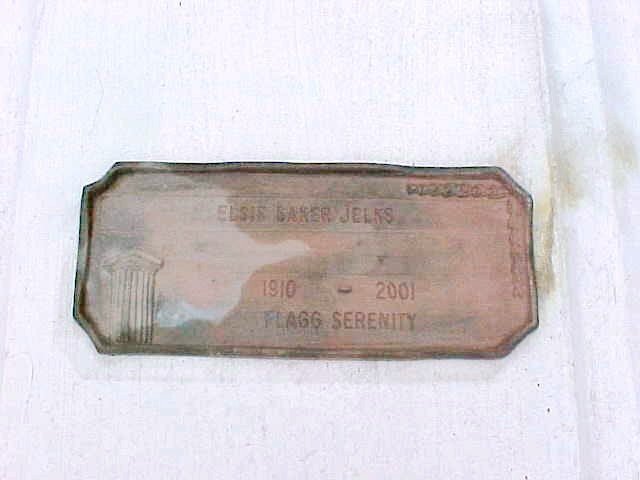 ELSIE BAKER JELKS
1910 - 2001
FLAGG SERENITY